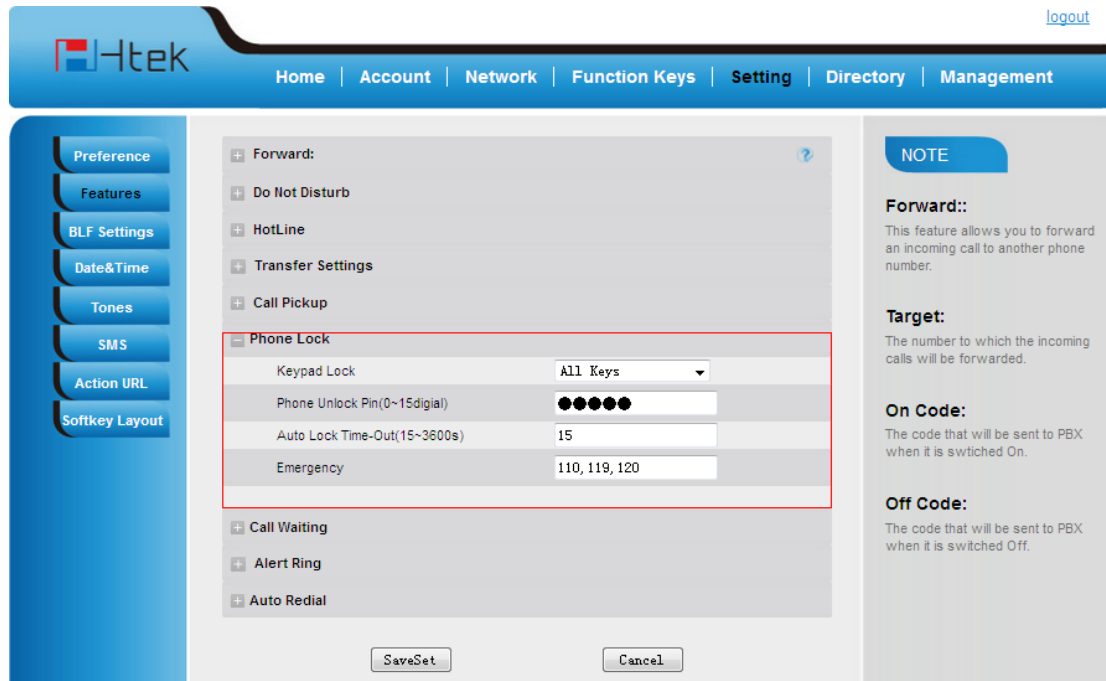 logout
Htek
Home | Account | Network | Function Keys | Setting | Directory | Management
Preference
Features
BLF Settings
Date&Time
Tones
SMS
Action URL
Softkey Layout
Forward:
?
Do Not Disturb
HotLine
Transfer Settings
Call Pickup
Phone Lock
Keypad Lock All Keys
Phone Unlock Pin(0~15digial) ●●●●●
Auto Lock Time-Out(15~3600s) 15
Emergency 110, 119, 120
Call Waiting
Alert Ring
Auto Redial
SaveSet Cancel
NOTE
Forward::
This feature allows you to forward
an incoming call to another phone
number.
Target:
The number to which the incoming
calls will be forwarded.
On Code:
The code that will be sent to PBX
when it is swtiched On.
Off Code:
The code that will be sent to PBX
when it is switched Off.